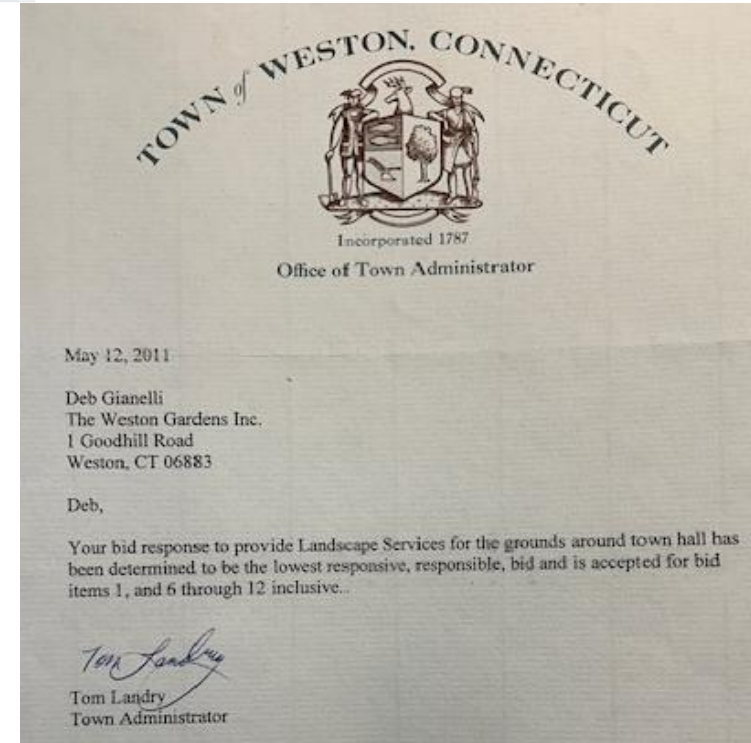 TOWN of WESTON, CONNECTICUT
Incorporated 1787
Office of Town Administrator
May 12, 2011
Deb Gianelli
The Weston Gardens Inc.
1 Goodhill Road
Weston, CT 06883
Deb,
Your bid response to provide Landscape Services for the grounds around town hall has
been determined to be the lowest responsive, responsible, bid and is accepted for bid
items 1, and 6 through 12 inclusive..
Tom Landry
Tom Landry
Town Administrator